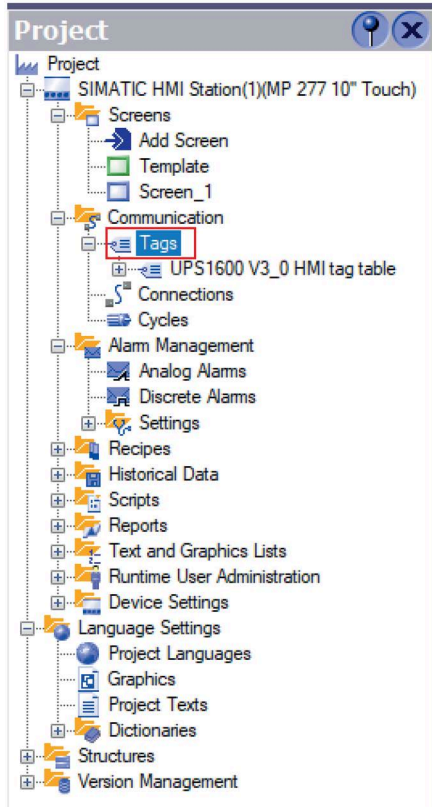 Project
Project
SIMATIC HMI Station(1)(MP 277 10" Touch)
Screens
Add Screen
Template
Screen_1
Communication
Tags
UPS1600 V3_0 HMI tag table
Connections
Cycles
Alarm Management
Analog Alarms
Discrete Alarms
Settings
Recipes
Historical Data
Scripts
Reports
Text and Graphics Lists
Runtime User Administration
Device Settings
Language Settings
Project Languages
Graphics
Project Texts
Dictionaries
Structures
Version Management